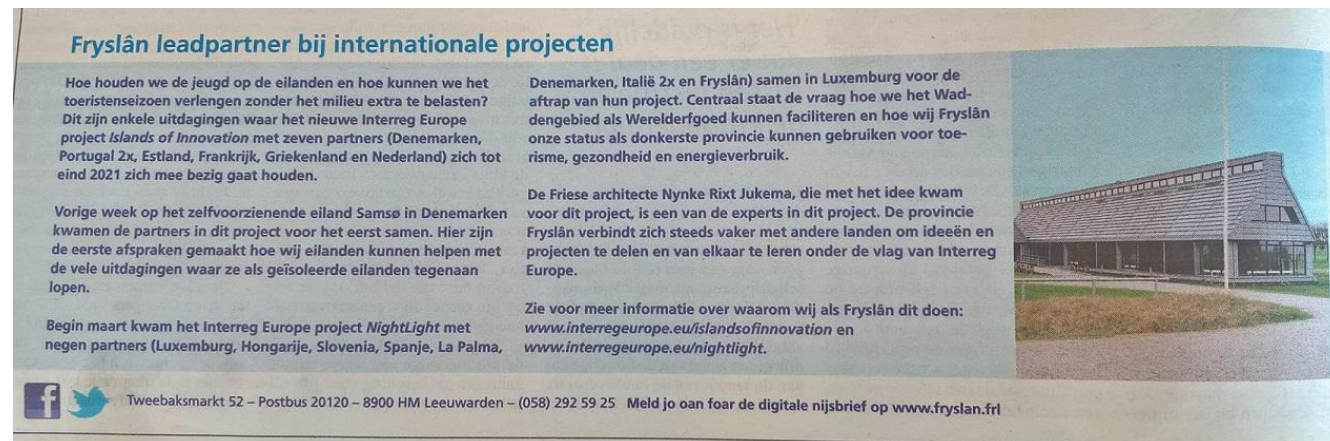 Fryslân leadpartner bij internationale projecten
Hoe houden we de jeugd op de eilanden en hoe kunnen we het
toeristenseizoen verlengen zonder het milieu extra te belasten?
Dit zijn enkele uitdagingen waar het nieuwe Interreg Europe
project Islands of Innovation met zeven partners (Denemarken,
Portugal 2x, Estland, Frankrijk, Griekenland en Nederland) zich tot
eind 2021 zich mee bezig gaat houden.
Vorige week op het zelfvoorzienende eiland Samsø in Denemarken
kwamen de partners in dit project voor het eerst samen. Hier zijn
de eerste afspraken gemaakt hoe wij eilanden kunnen helpen met
de vele uitdagingen waar ze als geïsoleerde eilanden tegenaan
lopen.
Begin maart kwam het Interreg Europe project NightLight met
negen partners (Luxemburg, Hongarije, Slovenia, Spanje, La Palma,
Denemarken, Italië 2x en Fryslân) samen in Luxemburg voor de
aftrap van hun project. Centraal staat de vraag hoe we het Wad-
dengebied als Werelderfgoed kunnen faciliteren en hoe wij Fryslân
onze status als donkerste provincie kunnen gebruiken voor toe-
risme, gezondheid en energieverbruik.
De Friese architecte Nynke Rixt Jukema, die met het idee kwam
voor dit project, is een van de experts in dit project. De provincie
Fryslân verbindt zich steeds vaker met andere landen om ideeën en
projecten te delen en van elkaar te leren onder de vlag van Interreg
Europe.
Zie voor meer informatie over waarom wij als Fryslân dit doen:
www.interregeurope.eu/islandsofinnovation en
www.interregeurope.eu/nightlight.
Tweebaksmarkt 52 – Postbus 20120 – 8900 HM Leeuwarden – (058) 292 59 25 Meld jo oan foar de digitale nijsbrief op www.fryslan.frl